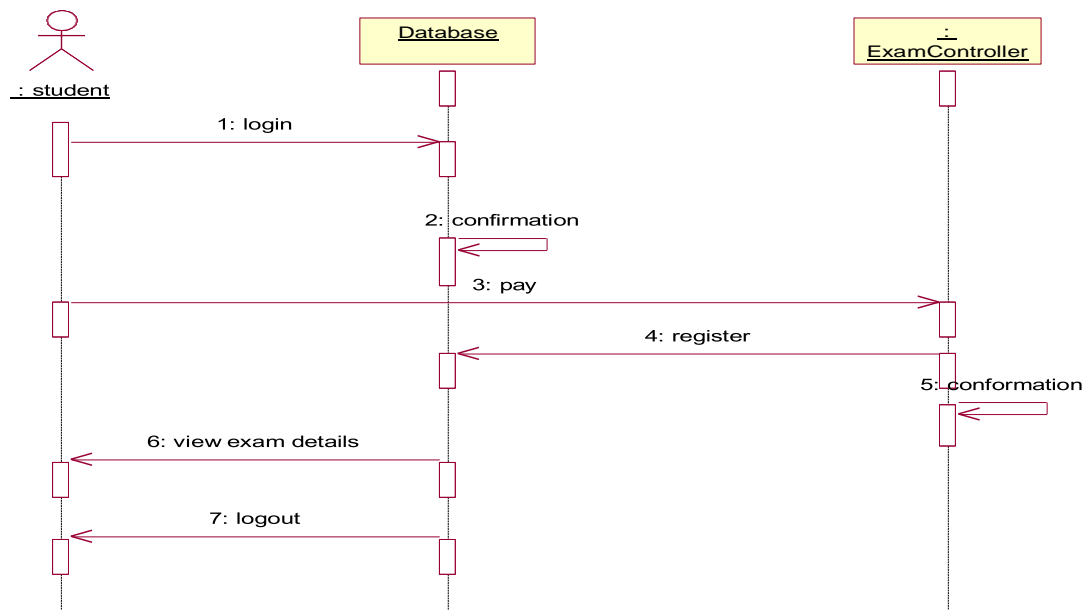 Database
:
ExamController
: student
1: login
2: confirmation
3: pay
4: register
5: conformation
6: view exam details
7: logout